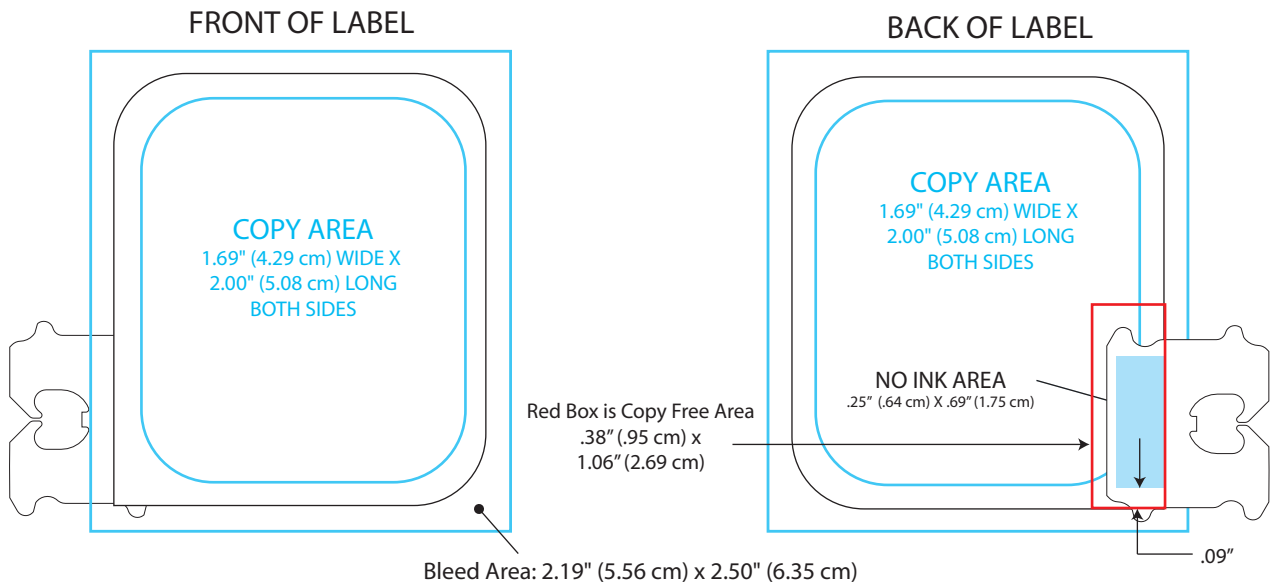 FRONT OF LABEL
COPY AREA
1.69" (4.29 cm) WIDE X
2.00" (5.08 cm) LONG
BOTH SIDES
BACK OF LABEL
COPY AREA
1.69" (4.29 cm) WIDE X
2.00" (5.08 cm) LONG
BOTH SIDES
NO INK AREA
.25” (.64 cm) X .69” (1.75 cm)
Red Box is Copy Free Area
.38” (.95 cm) x
1.06” (2.69 cm)
.09”
Bleed Area: 2.19" (5.56 cm) x 2.50" (6.35 cm)